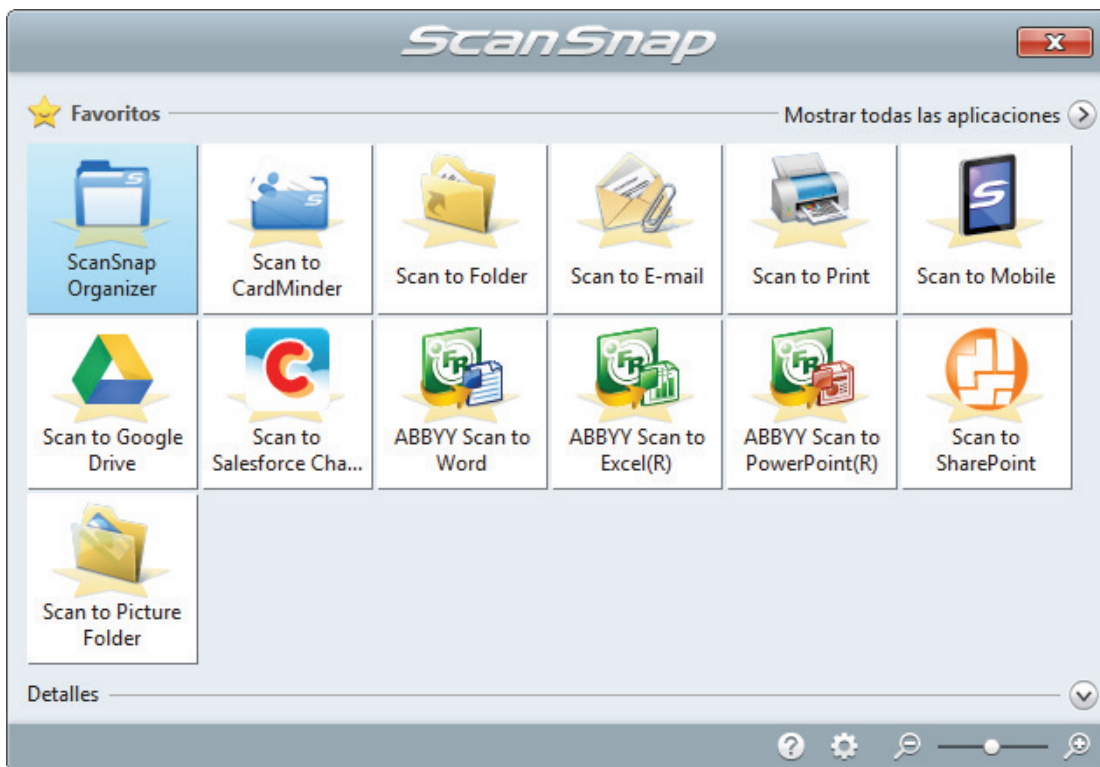 ScanSnap
Favoritos
Mostrar todas las aplicaciones
ScanSnap
Organizer
Scan to
CardMinder
Scan to Folder
Scan to E-mail
Scan to Print
Scan to Mobile
Scan to Google
Drive
Scan to
Salesforce Cha...
ABBYY Scan to
Word
ABBYY Scan to
Excel(R)
ABBYY Scan to
PowerPoint(R)
Scan to
SharePoint
Scan to Picture
Folder
Detalles